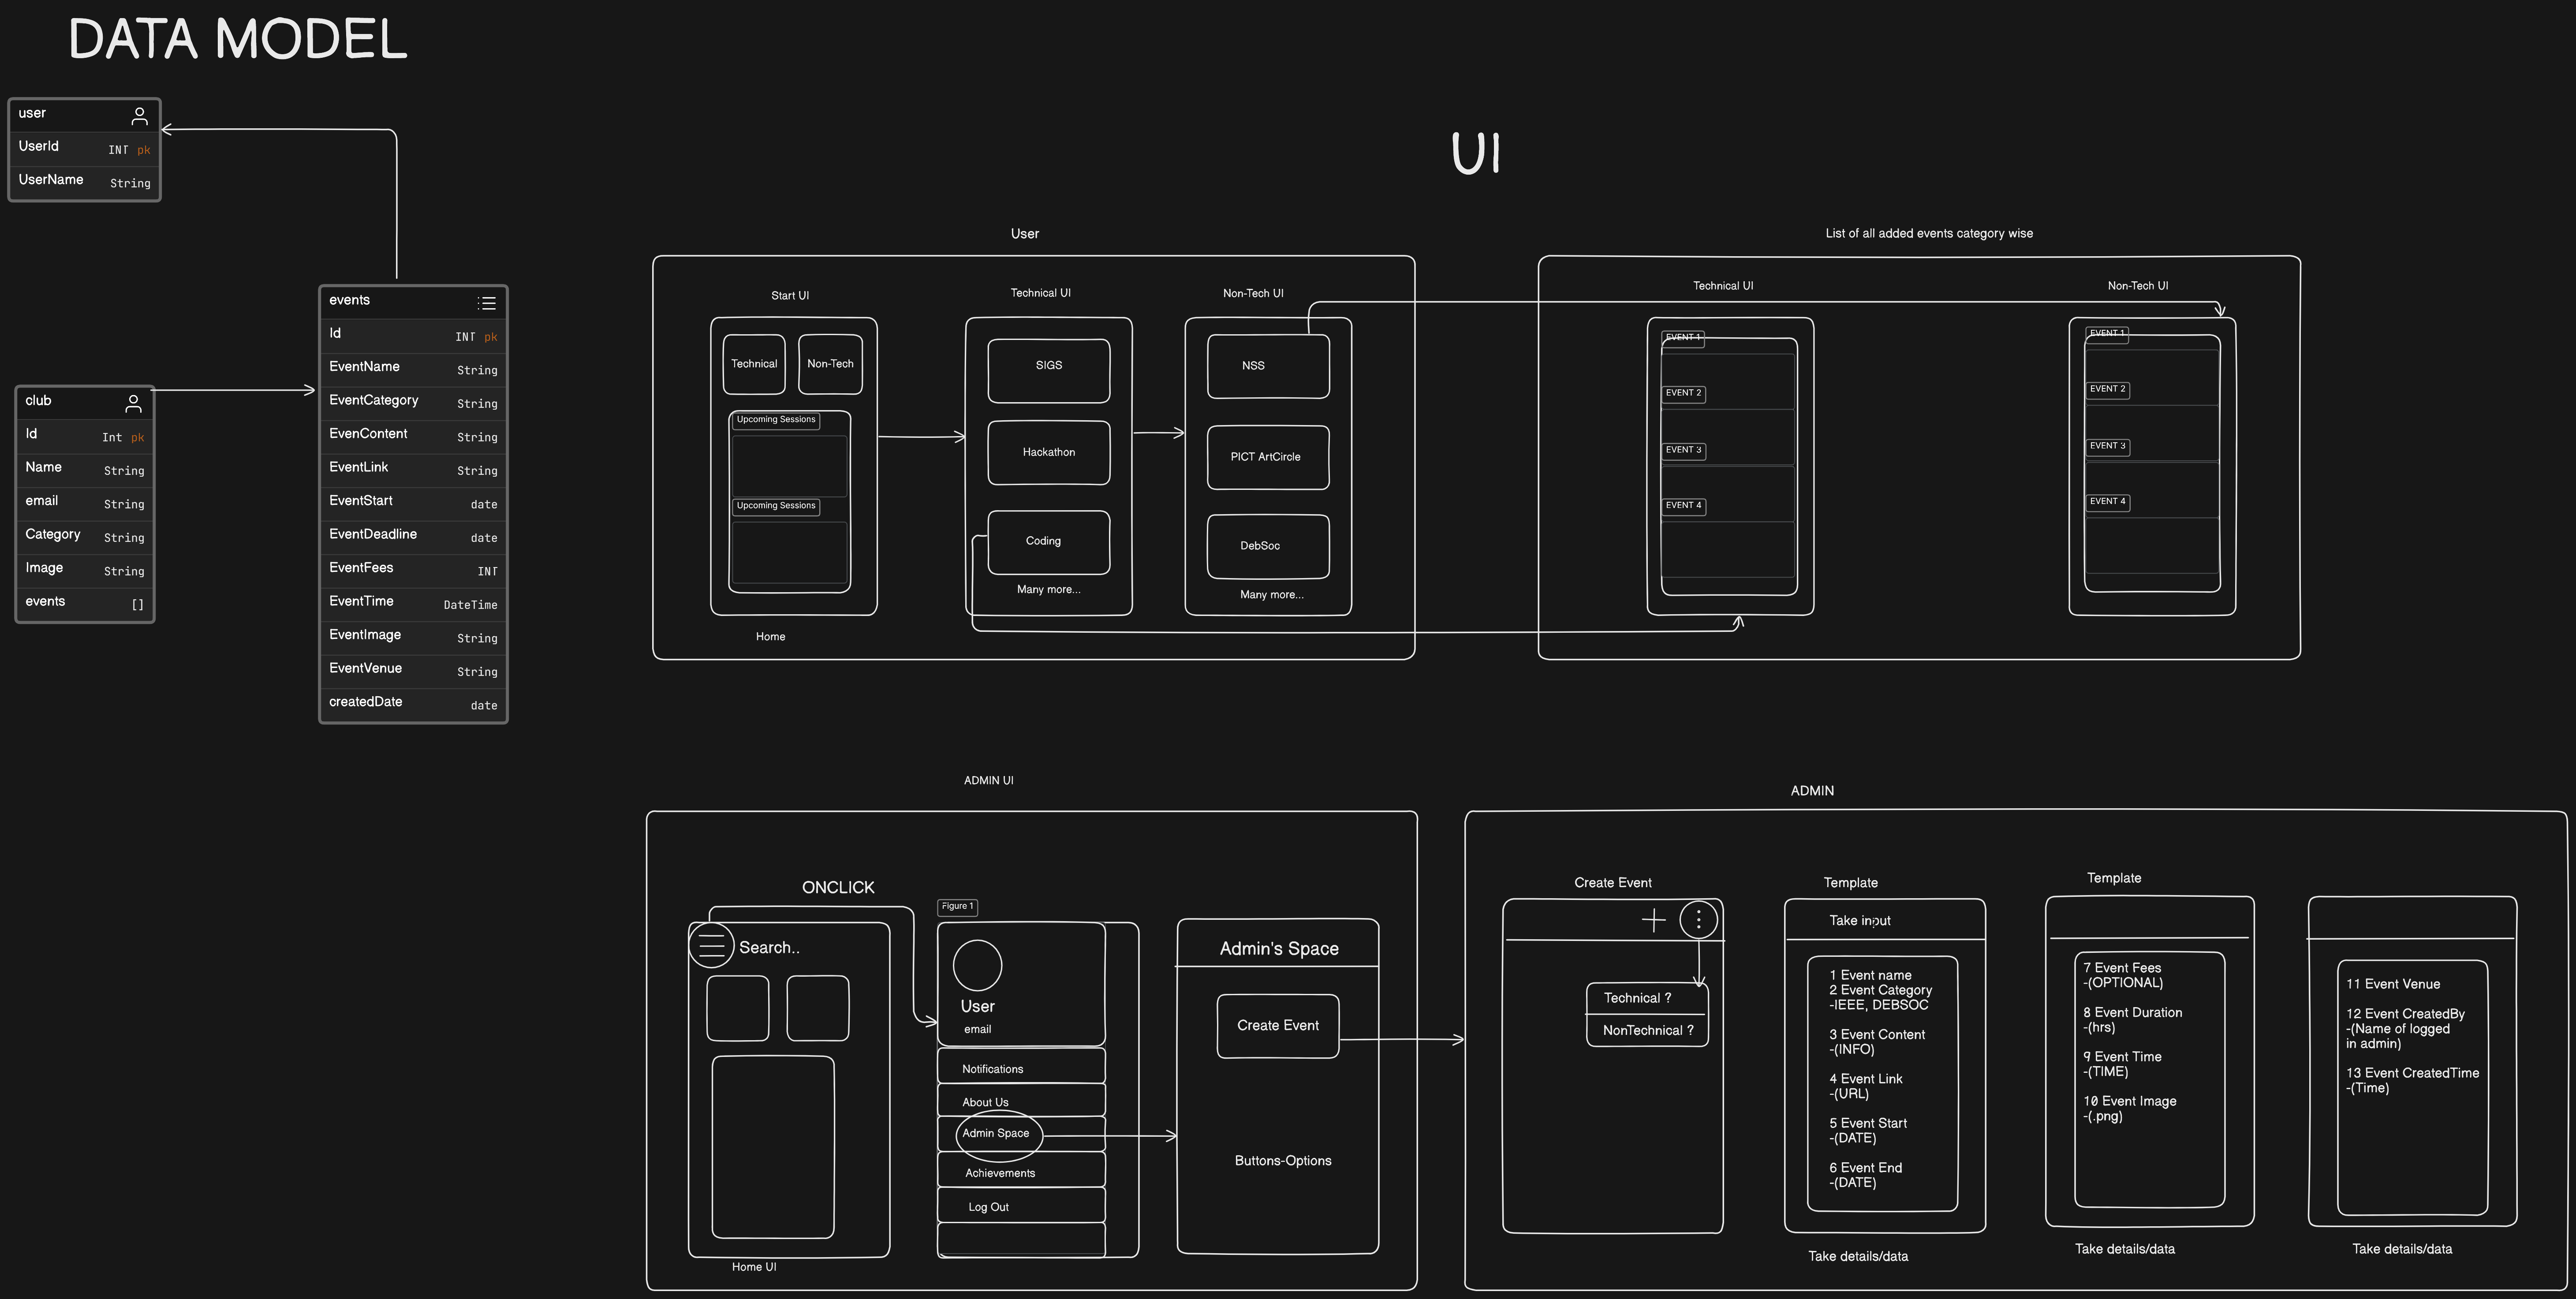 DATA MODEL
user
UserId INT pk
UserName String
club
Id Int pk
Name String
email String
Category String
Image String
events []
events
Id INT pk
EventName String
EventCategory String
EvenContent String
EventLink String
EventStart date
EventDeadline date
EventFees INT
EventTime DateTime
EventImage String
EventVenue String
createdDate date
UI
User
Start UI
Technical
Non-Tech
Upcoming Sessions
Upcoming Sessions
Home
Technical UI
SIGS
Hackathon
Coding
Many more...
Non-Tech UI
NSS
PICT ArtCircle
DebSoc
Many more...
List of all added events category wise
Technical UI
EVENT 1
EVENT 2
EVENT 3
EVENT 4
Non-Tech UI
EVENT 1
EVENT 2
EVENT 3
EVENT 4
ADMIN UI
ONCLICK
Search..
Home UI
Figure 1
User
email
Notifications
About Us
Admin Space
Achievements
Log Out
Admin's Space
Create Event
Buttons-Options
ADMIN
Create Event
Technical ?
NonTechnical ?
Template
Take input
1 Event name
2 Event Category
-IEEE, DEBSOC
3 Event Content
-(INFO)
4 Event Link
-(URL)
5 Event Start
-(DATE)
6 Event End
-(DATE)
Take details/data
Template
7 Event Fees
-(OPTIONAL)
8 Event Duration
-(hrs)
9 Event Time
-(TIME)
10 Event Image
-(.png)
Take details/data
11 Event Venue
12 Event CreatedBy
-(Name of logged
in admin)
13 Event CreatedTime
-(Time)
Take details/data